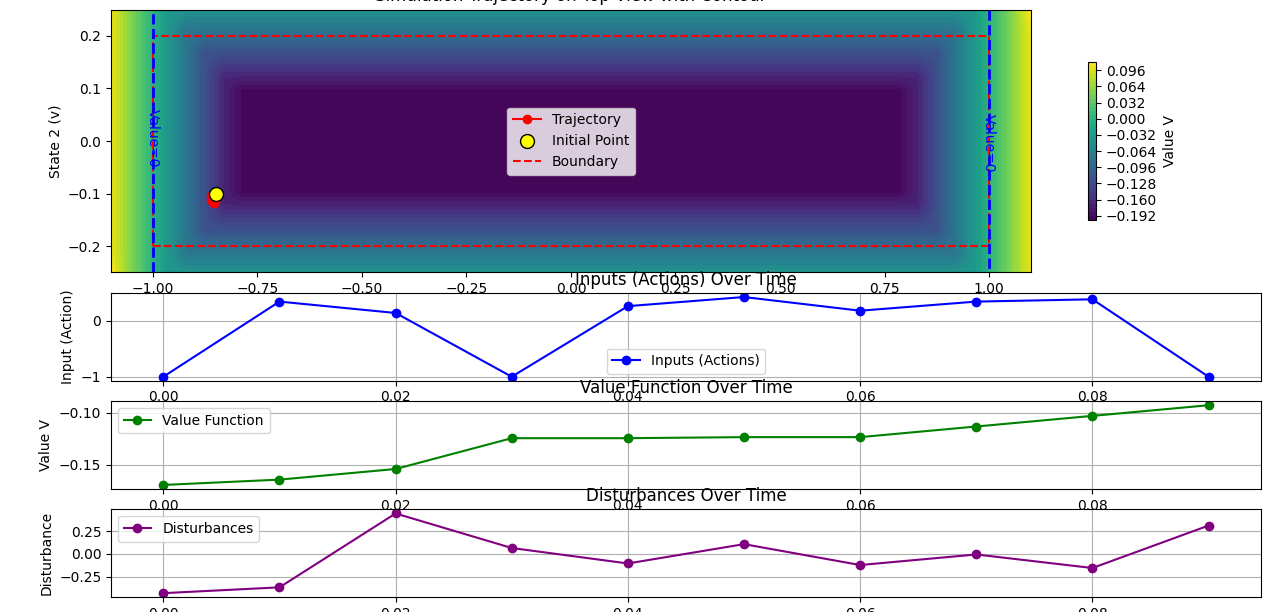 Simulation Trajectory on Top View with Contour
0.2
0.1
0.0
−0.1
−0.2
State 2 (v)
Value=0
Value=0
Trajectory
Initial Point
Boundary
0.096
0.064
0.032
0.000
−0.032
−0.064
−0.096
−0.128
−0.160
−0.192
Value V
−1.00
−0.75
−0.50
−0.25
0.00
0.25
0.50
0.75
1.00
Inputs (Actions) Over Time
0
−1
Input (Action)
Inputs (Actions)
0.00
0.02
0.04
0.06
0.08
Value Function Over Time
−0.10
−0.15
Value V
Value Function
0.00
0.02
0.04
0.06
0.08
Disturbances Over Time
0.25
0.00
−0.25
Disturbance
Disturbances
0.00
0.02
0.04
0.06
0.08